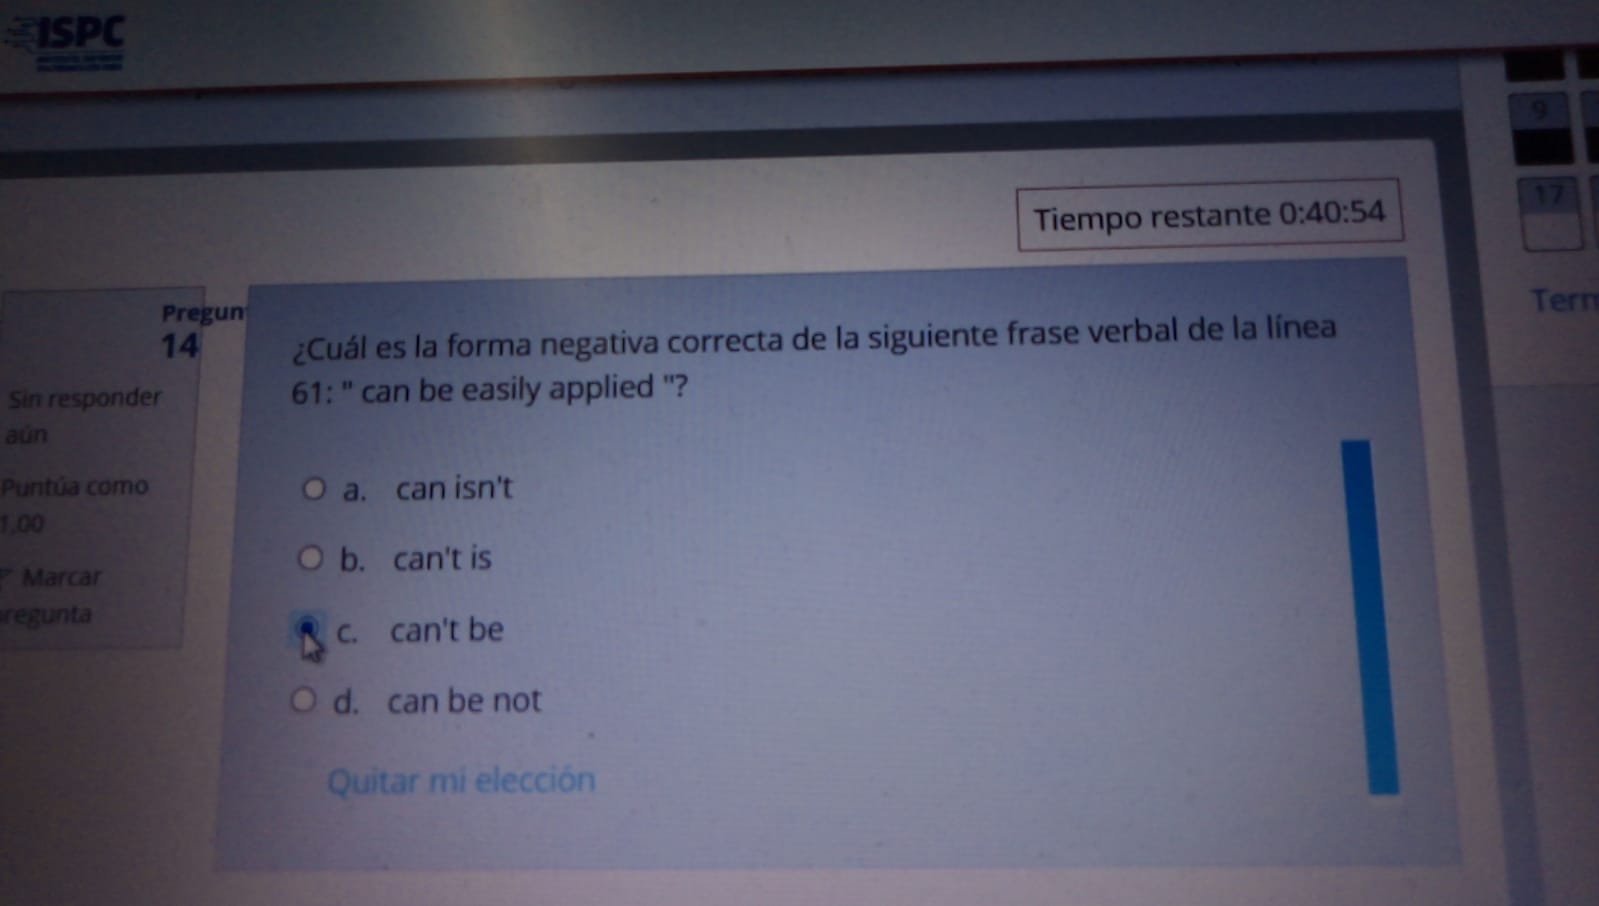 ISPC
9
Tiempo restante 0:40:54
17
Pregun
14
¿Cuál es la forma negativa correcta de la siguiente frase verbal de la línea
61: " can be easily applied "?
Sin responder
aún
Puntúa como
1,00
Marcar
regunta
a. can isn't
b. can't is
c. can't be
d. can be not
Quitar mi elección
Term